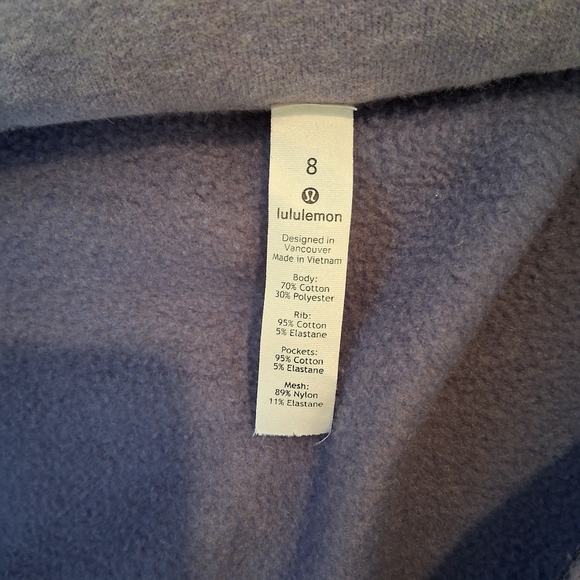 8
lululemon
Designed in
Vancouver
Made in Vietnam
Body:
70% Cotton
30% Polyester
Rib:
95% Cotton
5% Elastane
Pockets:
95% Cotton
5% Elastane
Mesh:
89% Nylon
11% Elastane